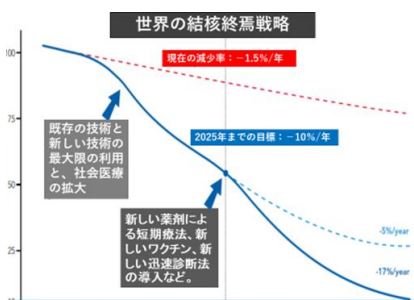 世界の結核終焉戦略
100
現在の減少率：－1.5%/年
既存の技術と
新しい技術の
最大限の利用
と、社会医療
の拡大
75
2025年までの目標：－10%/年
50
新しい薬剤によ
る短期療法、新
しいワクチン、新
しい迅速診断法
の導入など。
-5%/year
25
-17%/year